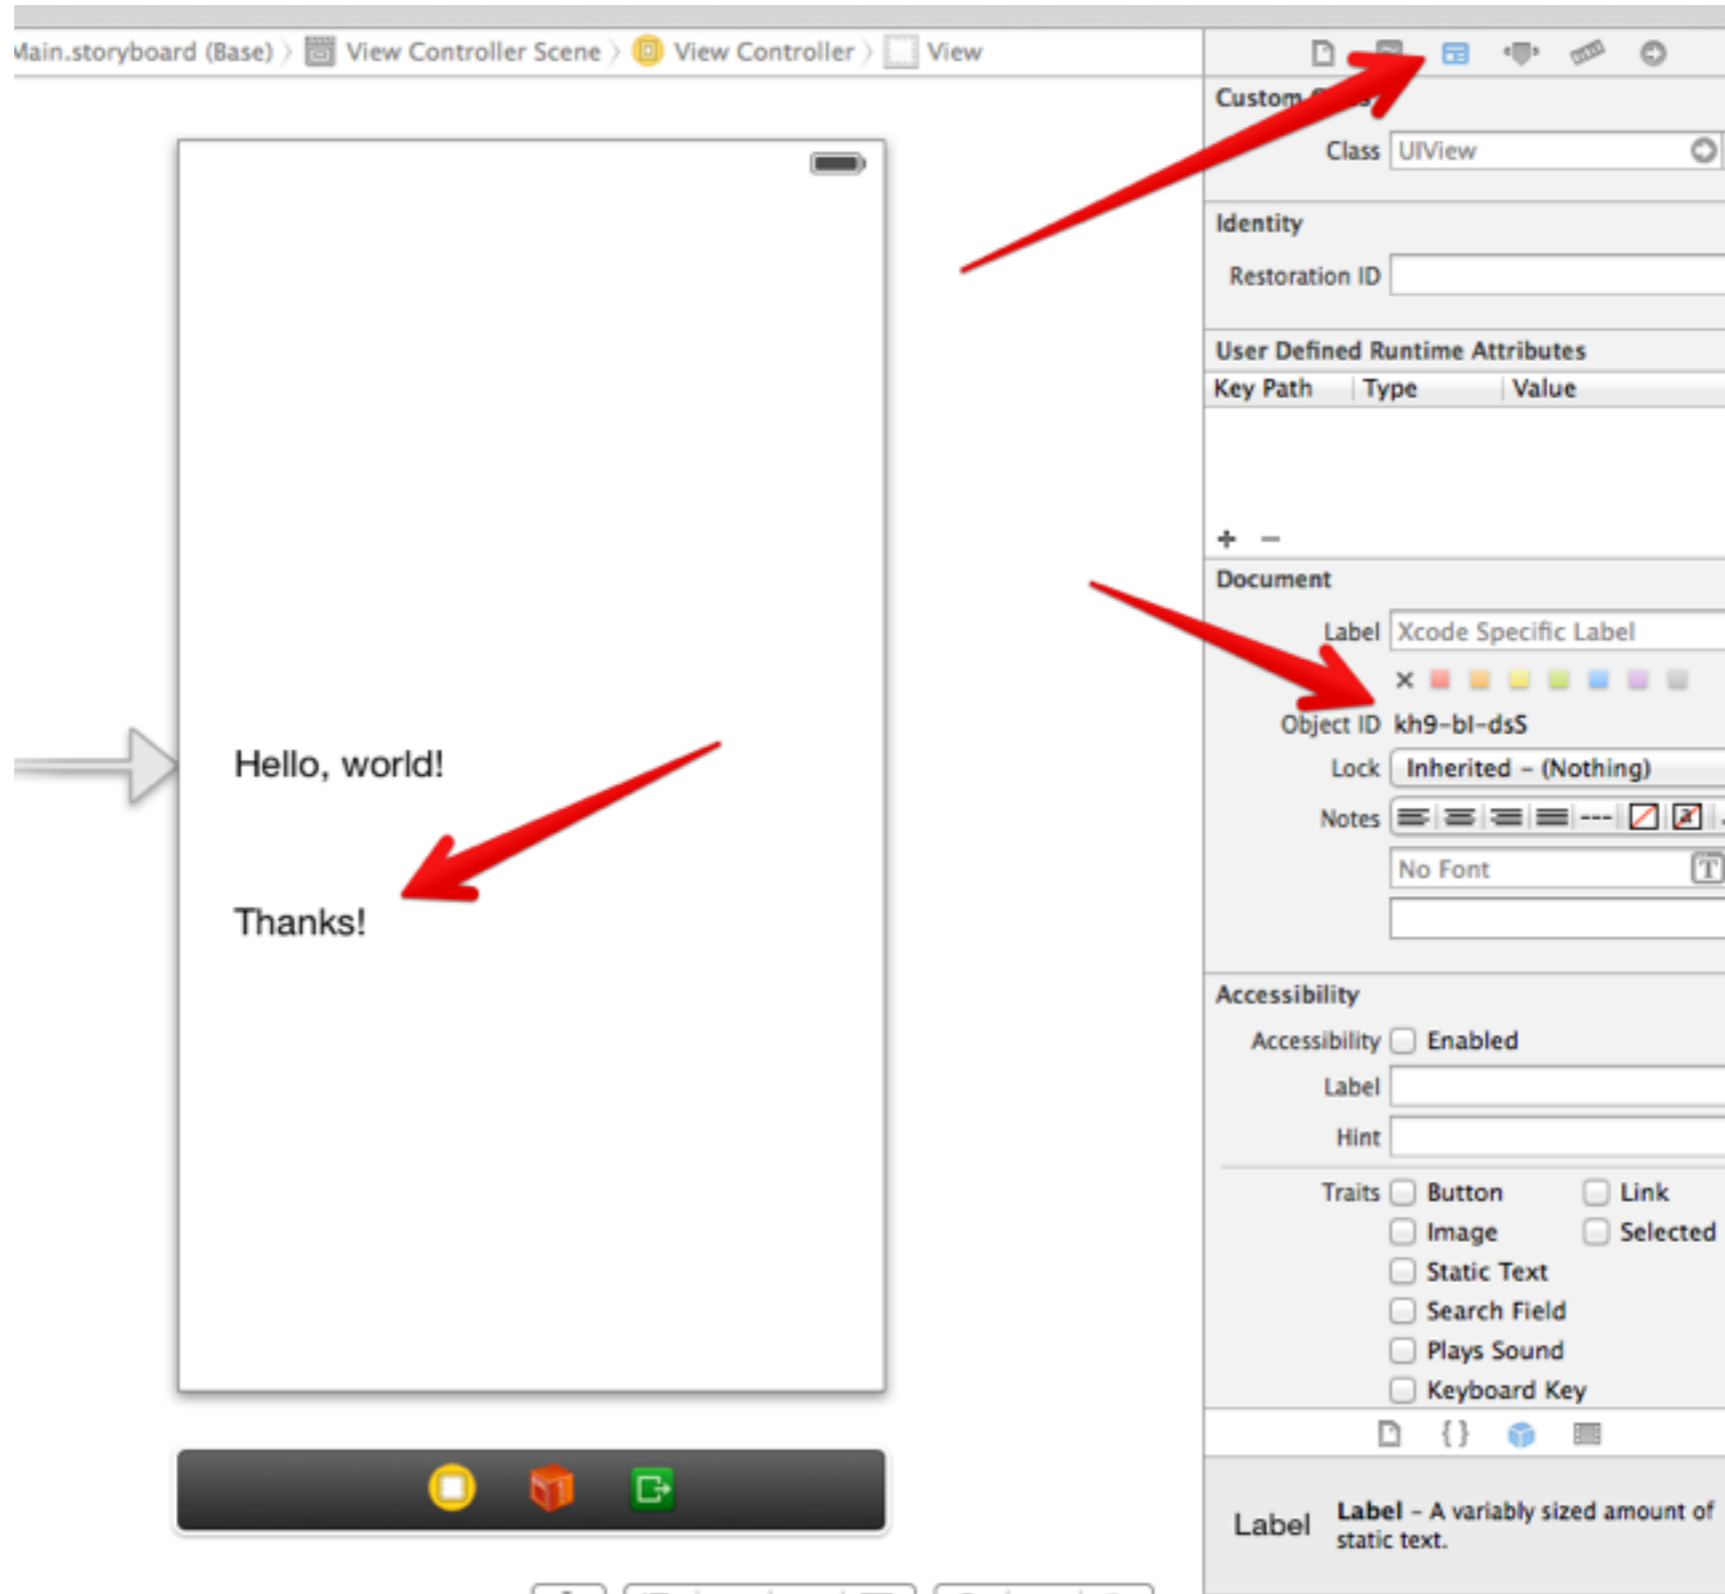 Main.storyboard (Base) View Controller Scene View Controller View
Hello, world!
Thanks!
Custom
Class UIView
Identity
Restoration ID
User Defined Runtime Attributes
Key Path Type Value
+ −
Document
Label Xcode Specific Label
Object ID kh9-bI-dsS
Lock Inherited – (Nothing)
Notes
No Font T
Accessibility
Accessibility Enabled
Label
Hint
Traits Button Link
Image Selected
Static Text
Search Field
Plays Sound
Keyboard Key
{ }
Label Label – A variably sized amount of
static text.